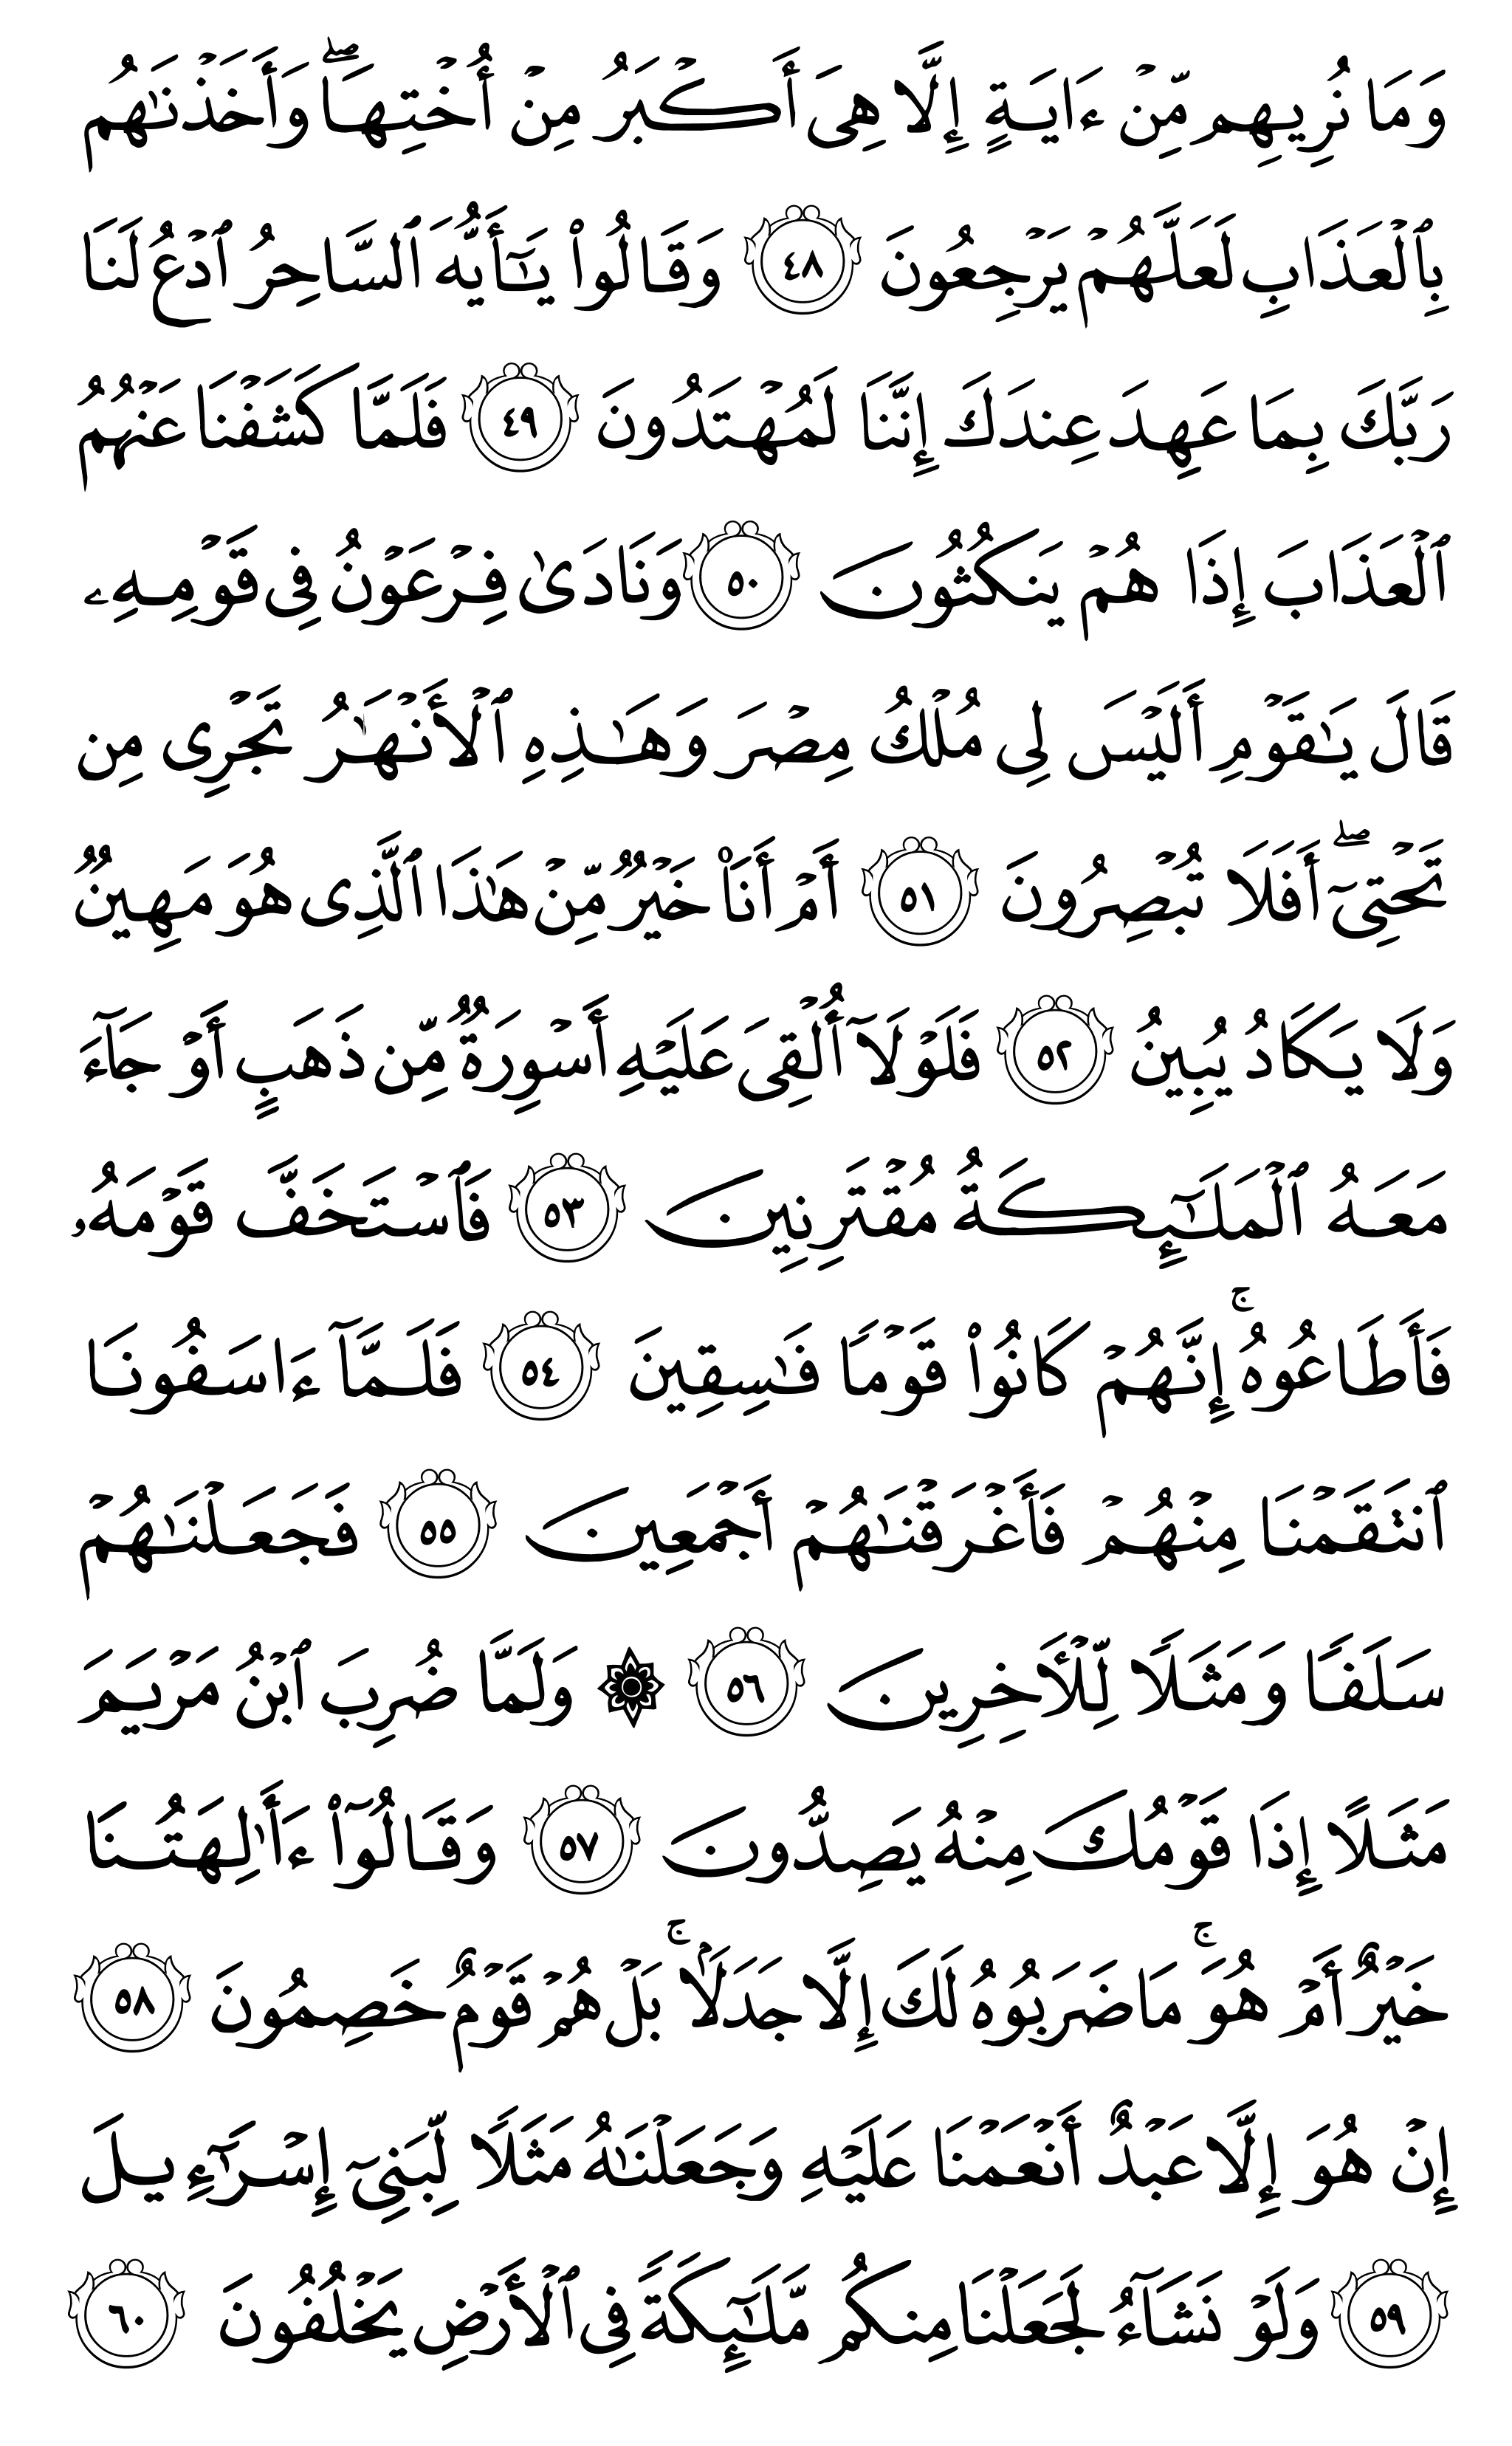 وَمَا نُرِيهِم مِّنۡ ءَايَةٍ إِلَّا هِيَ أَكۡبَرُ مِنۡ أُخۡتِهَاۖ وَأَخَذۡنَٰهُم
بِٱلۡعَذَابِ لَعَلَّهُمۡ يَرۡجِعُونَ ٤٨ وَقَالُواْ يَٰٓأَيُّهَ ٱلسَّاحِرُ ٱدۡعُ لَنَا
رَبَّكَ بِمَا عَهِدَ عِندَكَ إِنَّنَا لَمُهۡتَدُونَ ٤٩ فَلَمَّا كَشَفۡنَا عَنۡهُمُ
ٱلۡعَذَابَ إِذَا هُمۡ يَنكُثُونَ ٥٠ وَنَادَىٰ فِرۡعَوۡنُ فِي قَوۡمِهِۦ
قَالَ يَٰقَوۡمِ أَلَيۡسَ لِي مُلۡكُ مِصۡرَ وَهَٰذِهِ ٱلۡأَنۡهَٰرُ تَجۡرِي مِن
تَحۡتِيٓۖ أَفَلَا تُبۡصِرُونَ ٥١ أَمۡ أَنَا۠ خَيۡرٞ مِّنۡ هَٰذَا ٱلَّذِي هُوَ مَهِينٞ
وَلَا يَكَادُ يُبِينُ ٥٢ فَلَوۡلَآ أُلۡقِيَ عَلَيۡهِ أَسۡوِرَةٞ مِّن ذَهَبٍ أَوۡ جَآءَ
مَعَهُ ٱلۡمَلَٰٓئِكَةُ مُقۡتَرِنِينَ ٥٣ فَٱسۡتَخَفَّ قَوۡمَهُۥ
فَأَطَاعُوهُۚ إِنَّهُمۡ كَانُواْ قَوۡمٗا فَٰسِقِينَ ٥٤ فَلَمَّآ ءَاسَفُونَا
ٱنتَقَمۡنَا مِنۡهُمۡ فَأَغۡرَقۡنَٰهُمۡ أَجۡمَعِينَ ٥٥ فَجَعَلۡنَٰهُمۡ
سَلَفٗا وَمَثَلٗا لِّلۡأٓخِرِينَ ٥٦ ۞ وَلَمَّا ضُرِبَ ٱبۡنُ مَرۡيَمَ
مَثَلًا إِذَا قَوۡمُكَ مِنۡهُ يَصِدُّونَ ٥٧ وَقَالُوٓاْ ءَأَٰلِهَتُنَا
خَيۡرٌ أَمۡ هُوَۚ مَا ضَرَبُوهُ لَكَ إِلَّا جَدَلَۢاۚ بَلۡ هُمۡ قَوۡمٌ خَصِمُونَ ٥٨
إِنۡ هُوَ إِلَّا عَبۡدٌ أَنۡعَمۡنَا عَلَيۡهِ وَجَعَلۡنَٰهُ مَثَلٗا لِّبَنِيٓ إِسۡرَٰٓءِيلَ
٥٩ وَلَوۡ نَشَآءُ لَجَعَلۡنَا مِنكُم مَّلَٰٓئِكَةٗ فِي ٱلۡأَرۡضِ يَخۡلُفُونَ ٦٠